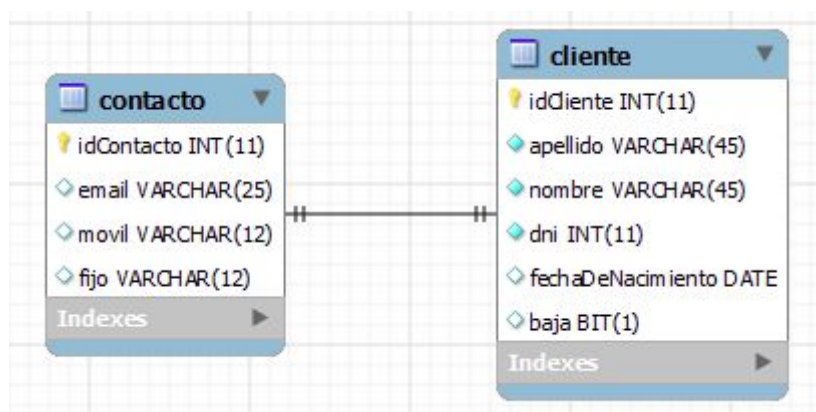 contacto
idContacto INT(11)
email VARCHAR(25)
movil VARCHAR(12)
fijo VARCHAR(12)
Indexes
cliente
idCliente INT(11)
apellido VARCHAR(45)
nombre VARCHAR(45)
dni INT(11)
fechaDeNacimiento DATE
baja BIT(1)
Indexes